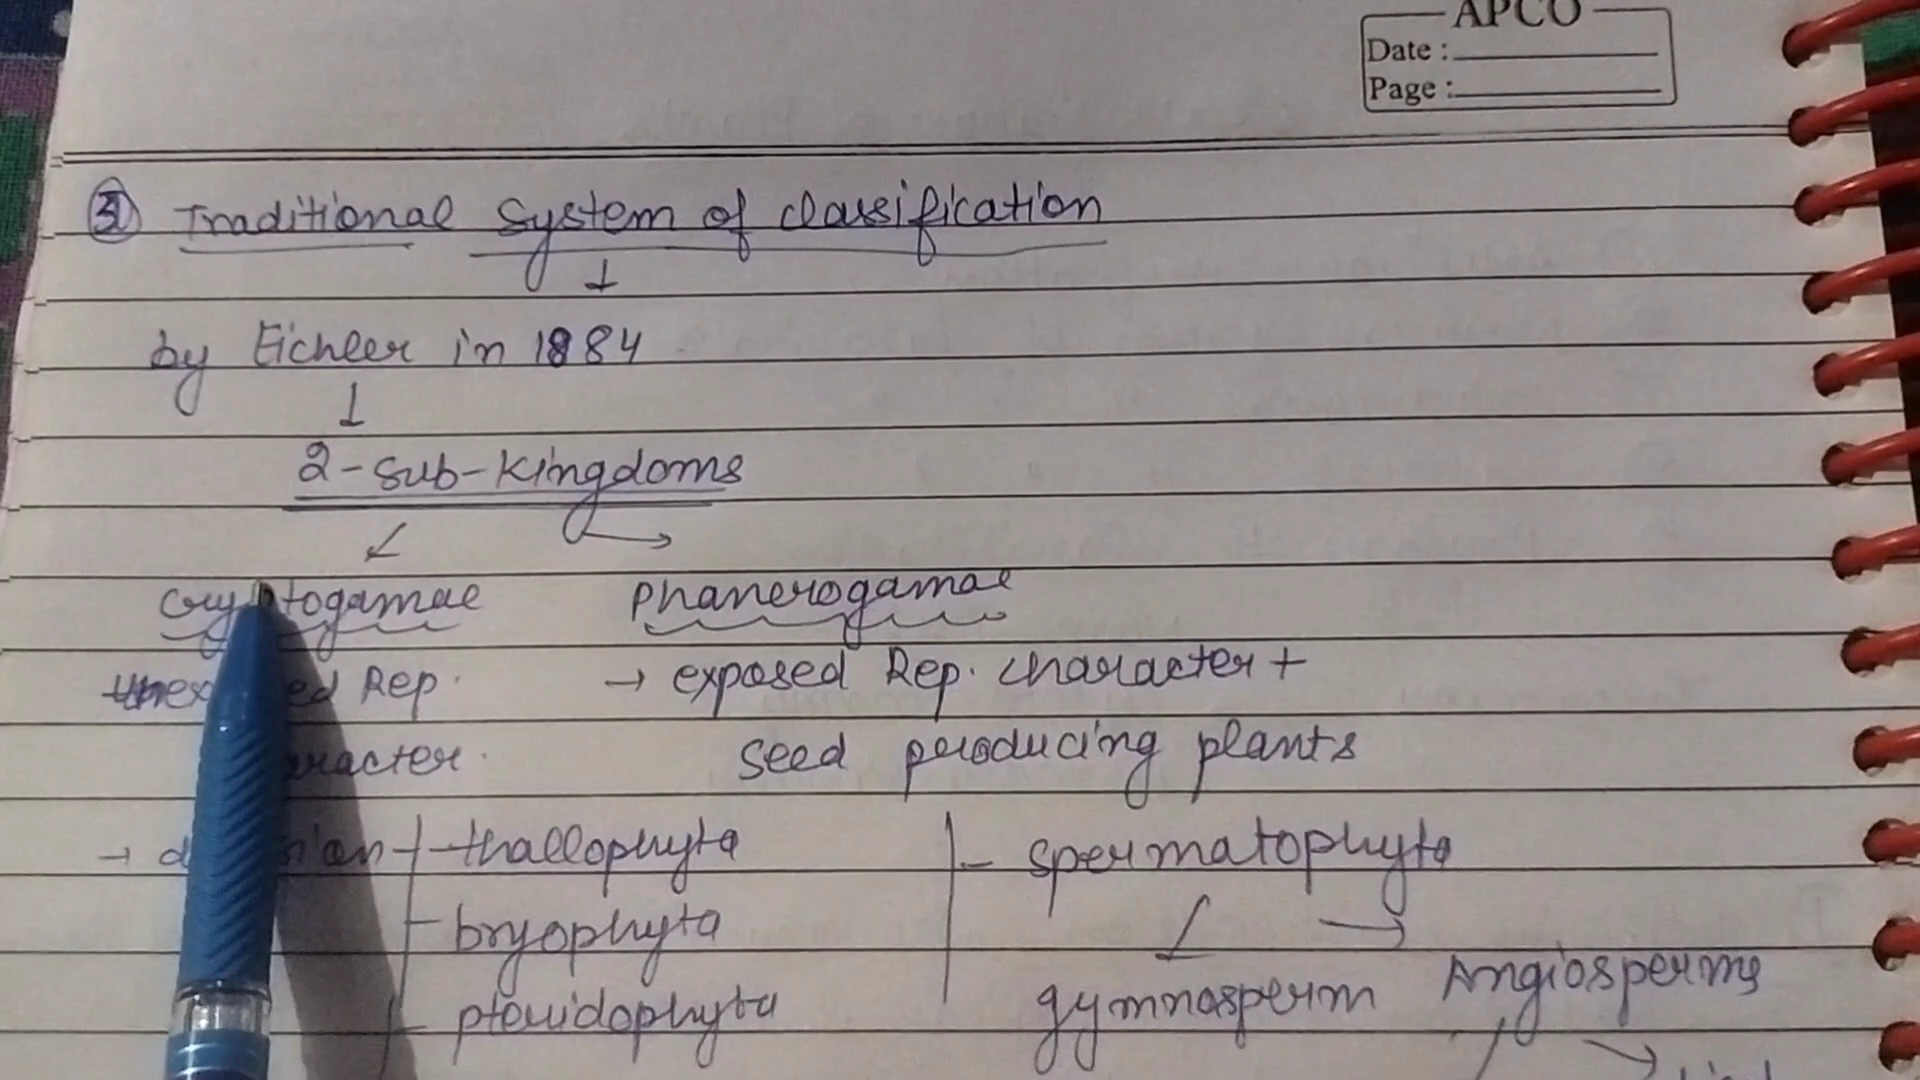 APCO
Date :
Page :
3 Traditional System of classification
by Eichler in 1884
2-Sub-Kingdoms
Cryptogamae Phanerogamae
Rep. → exposed Rep. character +
seed producing plants
→ thallophyta - spermatophyta
- bryophyta
- pteridophyta gymnosperm Angiosperms